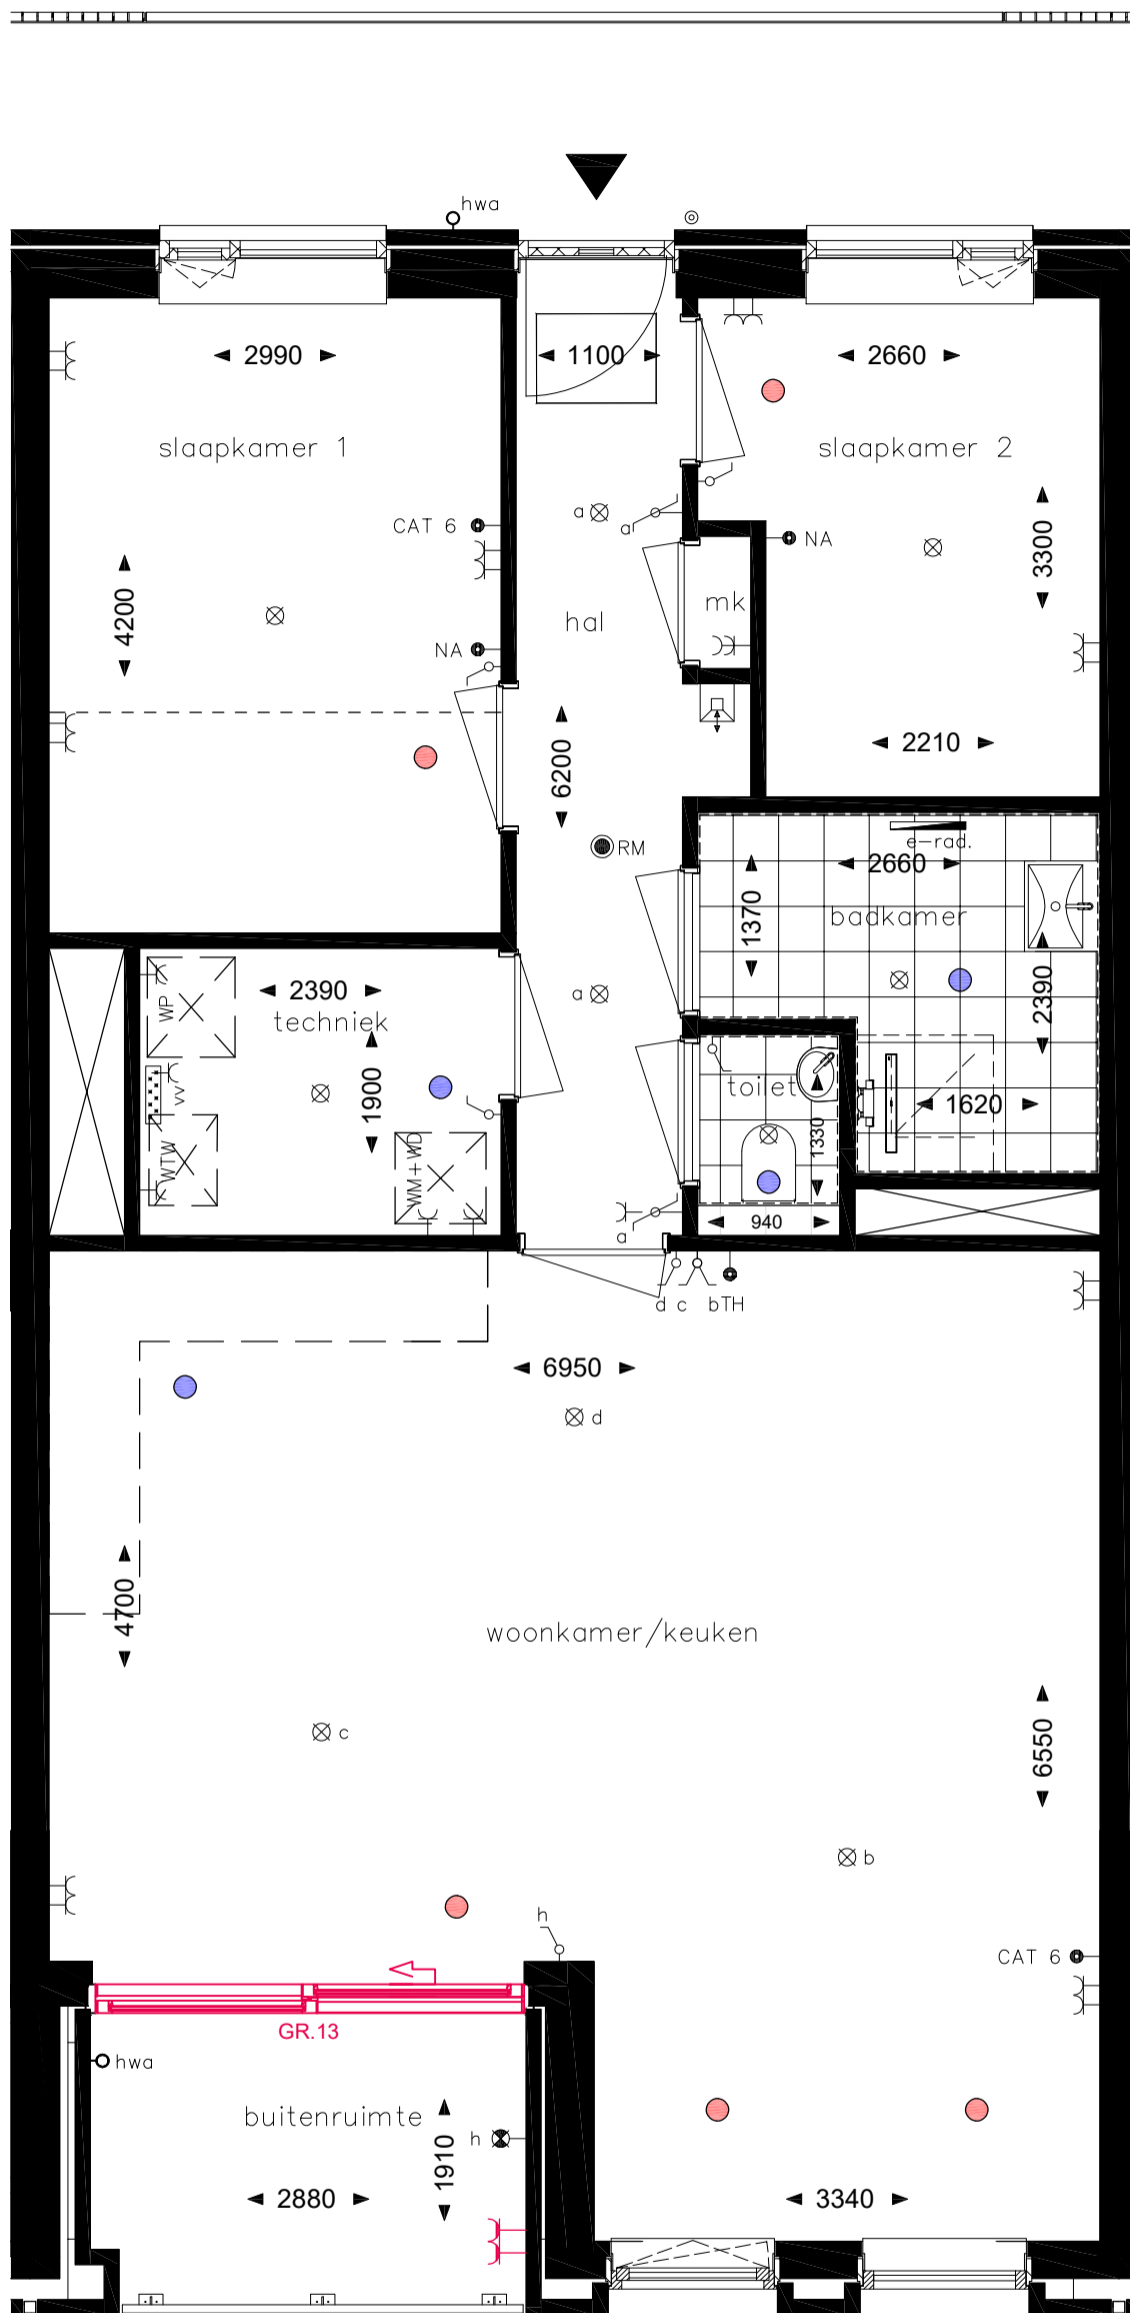 hwa
2990
1100
2660
slaapkamer 1
slaapkamer 2
3300
a
a
CAT 6
NA
4200
mk
hal
NA
2210
6200
RM
e-rad.
2660
1370
badkamer
2390
a
WP
2390
techniek
1900
VV
WTW
WM+WD
toilet
1330
1620
940
a
d c bTH
6950
d
4700
woonkamer/keuken
c
6550
b
h
CAT 6
GR.13
hwa
buitenruimte
h
1910
2880
3340